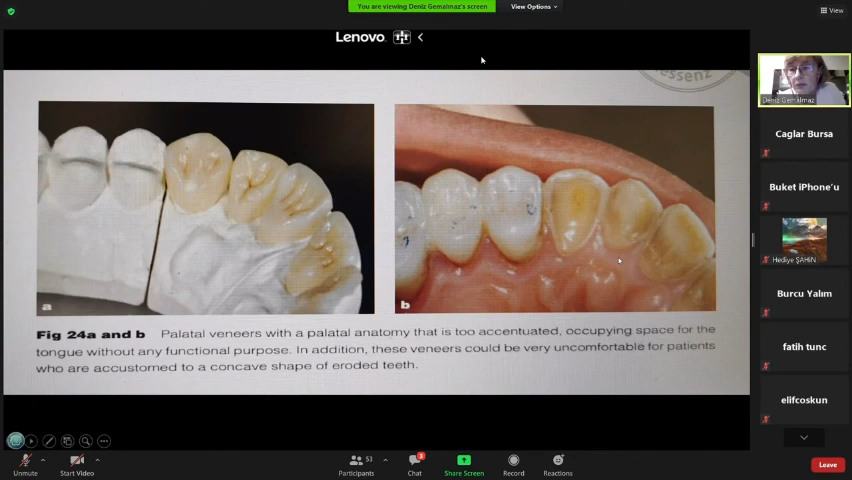 You are viewing Deniz Gemalmaz's screen
View Options
View
Lenovo
essenz
Deniz Gemalmaz
Caglar Bursa
Buket iPhone'u
Hediye ŞAHİN
Burcu Yalım
fatih tunc
elifcoskun
a
b
Fig 24a and b Palatal veneers with a palatal anatomy that is too accentuated, occupying space for the
tongue without any functional purpose. In addition, these veneers could be very uncomfortable for patients
who are accustomed to a concave shape of eroded teeth.
Unmute
Start Video
53
Participants
3
Chat
Share Screen
Record
Reactions
Leave